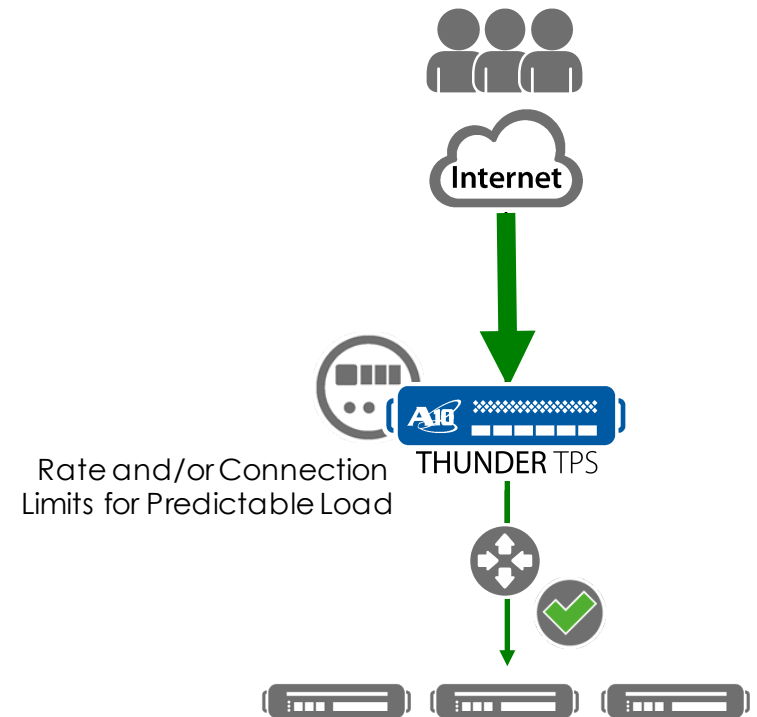 Internet
A10
THUNDER TPS
Rate and/or Connection
Limits for Predictable Load